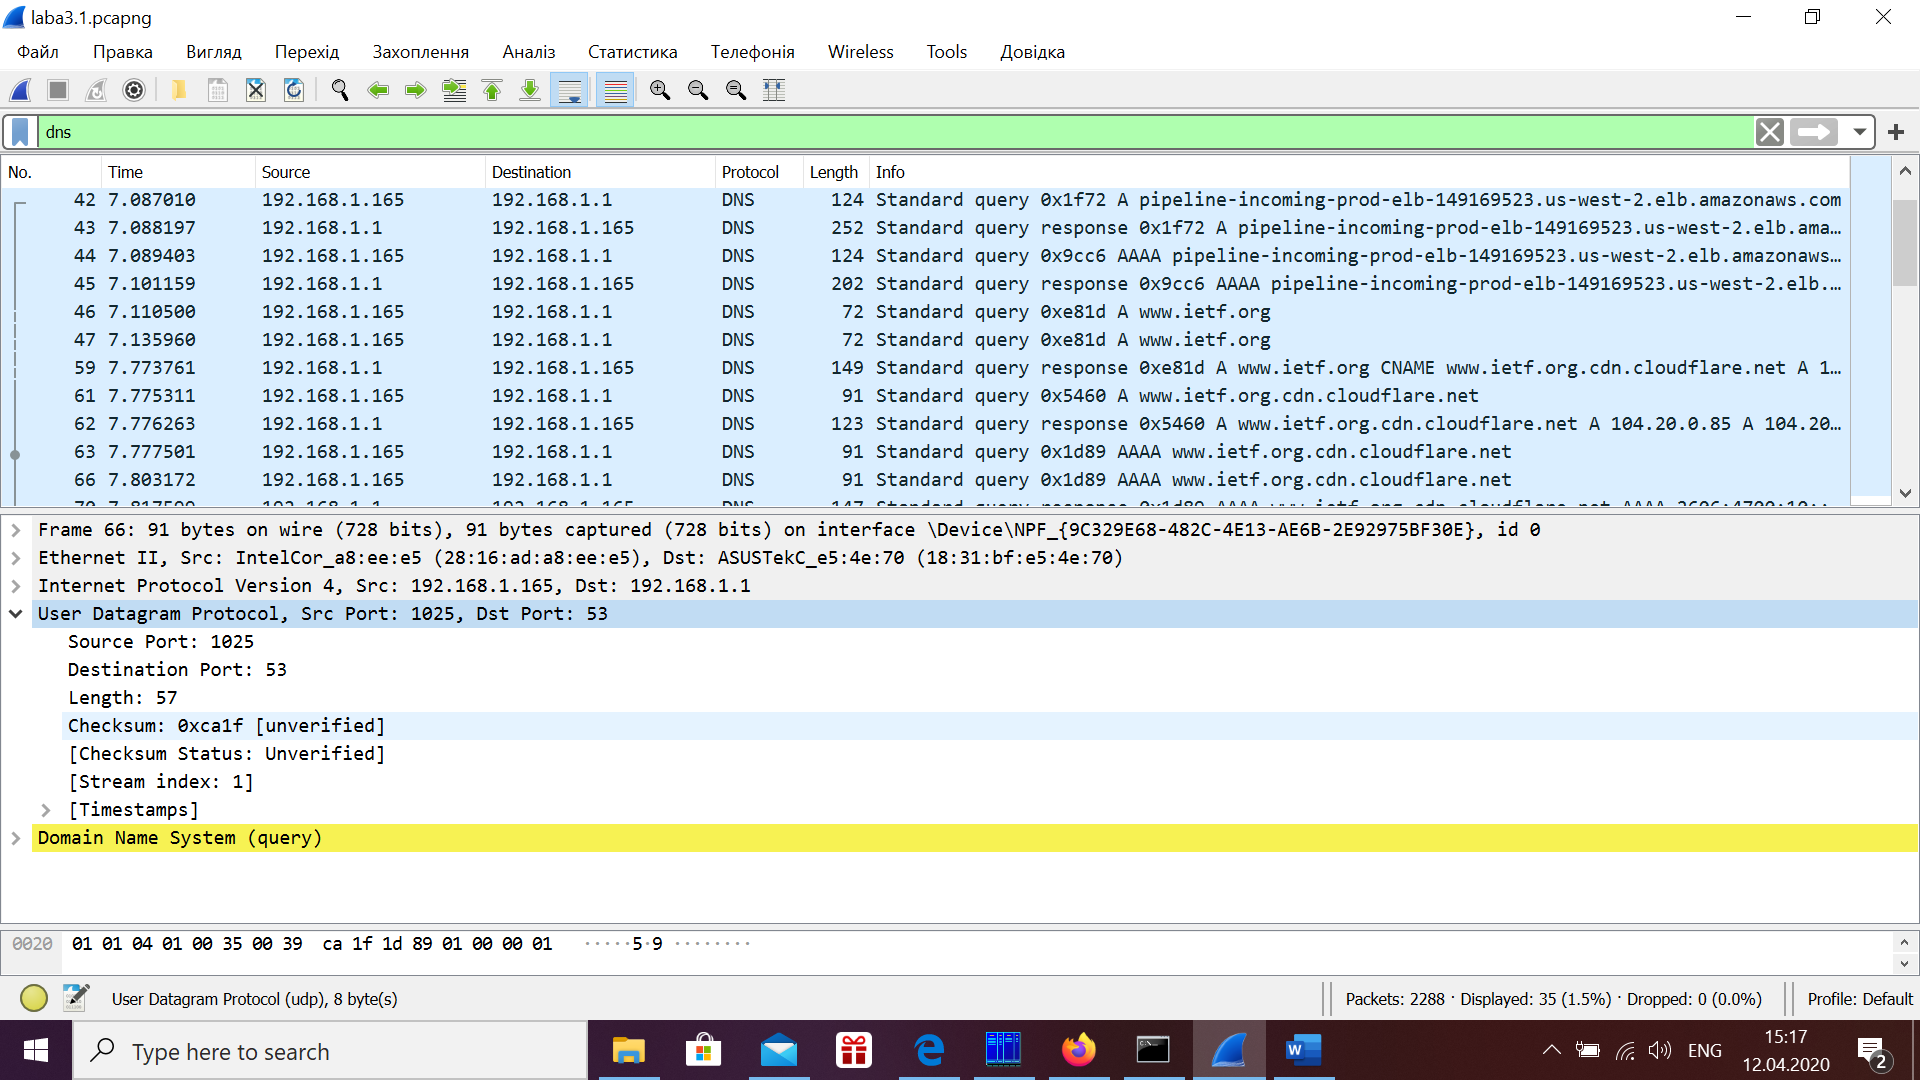 laba3.1.pcapng
Файл Правка Вигляд Перехід Захоплення Аналіз Статистика Телефонія Wireless Tools Довідка
dns
No. Time Source Destination Protocol Length Info
42 7.087010 192.168.1.165 192.168.1.1 DNS 124 Standard query 0x1f72 A pipeline-incoming-prod-elb-149169523.us-west-2.elb.amazonaws.com
43 7.088197 192.168.1.1 192.168.1.165 DNS 252 Standard query response 0x1f72 A pipeline-incoming-prod-elb-149169523.us-west-2.elb.ama…
44 7.089403 192.168.1.165 192.168.1.1 DNS 124 Standard query 0x9cc6 AAAA pipeline-incoming-prod-elb-149169523.us-west-2.elb.amazonaws…
45 7.101159 192.168.1.1 192.168.1.165 DNS 202 Standard query response 0x9cc6 AAAA pipeline-incoming-prod-elb-149169523.us-west-2.elb.…
46 7.110500 192.168.1.165 192.168.1.1 DNS 72 Standard query 0xe81d A www.ietf.org
47 7.135960 192.168.1.165 192.168.1.1 DNS 72 Standard query 0xe81d A www.ietf.org
59 7.773761 192.168.1.1 192.168.1.165 DNS 149 Standard query response 0xe81d A www.ietf.org CNAME www.ietf.org.cdn.cloudflare.net A 1…
61 7.775311 192.168.1.165 192.168.1.1 DNS 91 Standard query 0x5460 A www.ietf.org.cdn.cloudflare.net
62 7.776263 192.168.1.1 192.168.1.165 DNS 123 Standard query response 0x5460 A www.ietf.org.cdn.cloudflare.net A 104.20.0.85 A 104.20…
63 7.777501 192.168.1.165 192.168.1.1 DNS 91 Standard query 0x1d89 AAAA www.ietf.org.cdn.cloudflare.net
66 7.803172 192.168.1.165 192.168.1.1 DNS 91 Standard query 0x1d89 AAAA www.ietf.org.cdn.cloudflare.net
Frame 66: 91 bytes on wire (728 bits), 91 bytes captured (728 bits) on interface \Device\NPF_{9C329E68-482C-4E13-AE6B-2E92975BF30E}, id 0
Ethernet II, Src: IntelCor_a8:ee:e5 (28:16:ad:a8:ee:e5), Dst: ASUSTekC_e5:4e:70 (18:31:bf:e5:4e:70)
Internet Protocol Version 4, Src: 192.168.1.165, Dst: 192.168.1.1
User Datagram Protocol, Src Port: 1025, Dst Port: 53
Source Port: 1025
Destination Port: 53
Length: 57
Checksum: 0xca1f [unverified]
[Checksum Status: Unverified]
[Stream index: 1]
[Timestamps]
Domain Name System (query)
0020 01 01 04 01 00 35 00 39 ca 1f 1d 89 01 00 00 01 ·····5·9 ········
User Datagram Protocol (udp), 8 byte(s) Packets: 2288 · Displayed: 35 (1.5%) · Dropped: 0 (0.0%) Profile: Default
Type here to search ENG 15:17
12.04.2020 2